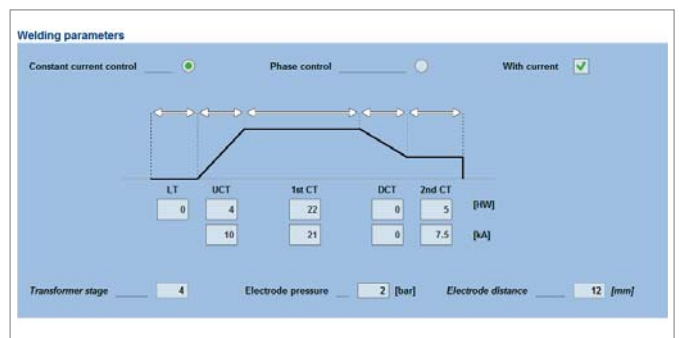 Welding parameters
Constant current control Phase control With current
LT UCT 1st CT DCT 2nd CT
0 4 22 0 5 [HW]
10 21 0 7.5 [kA]
Transformer stage 4 Electrode pressure 2 [bar] Electrode distance 12 [mm]